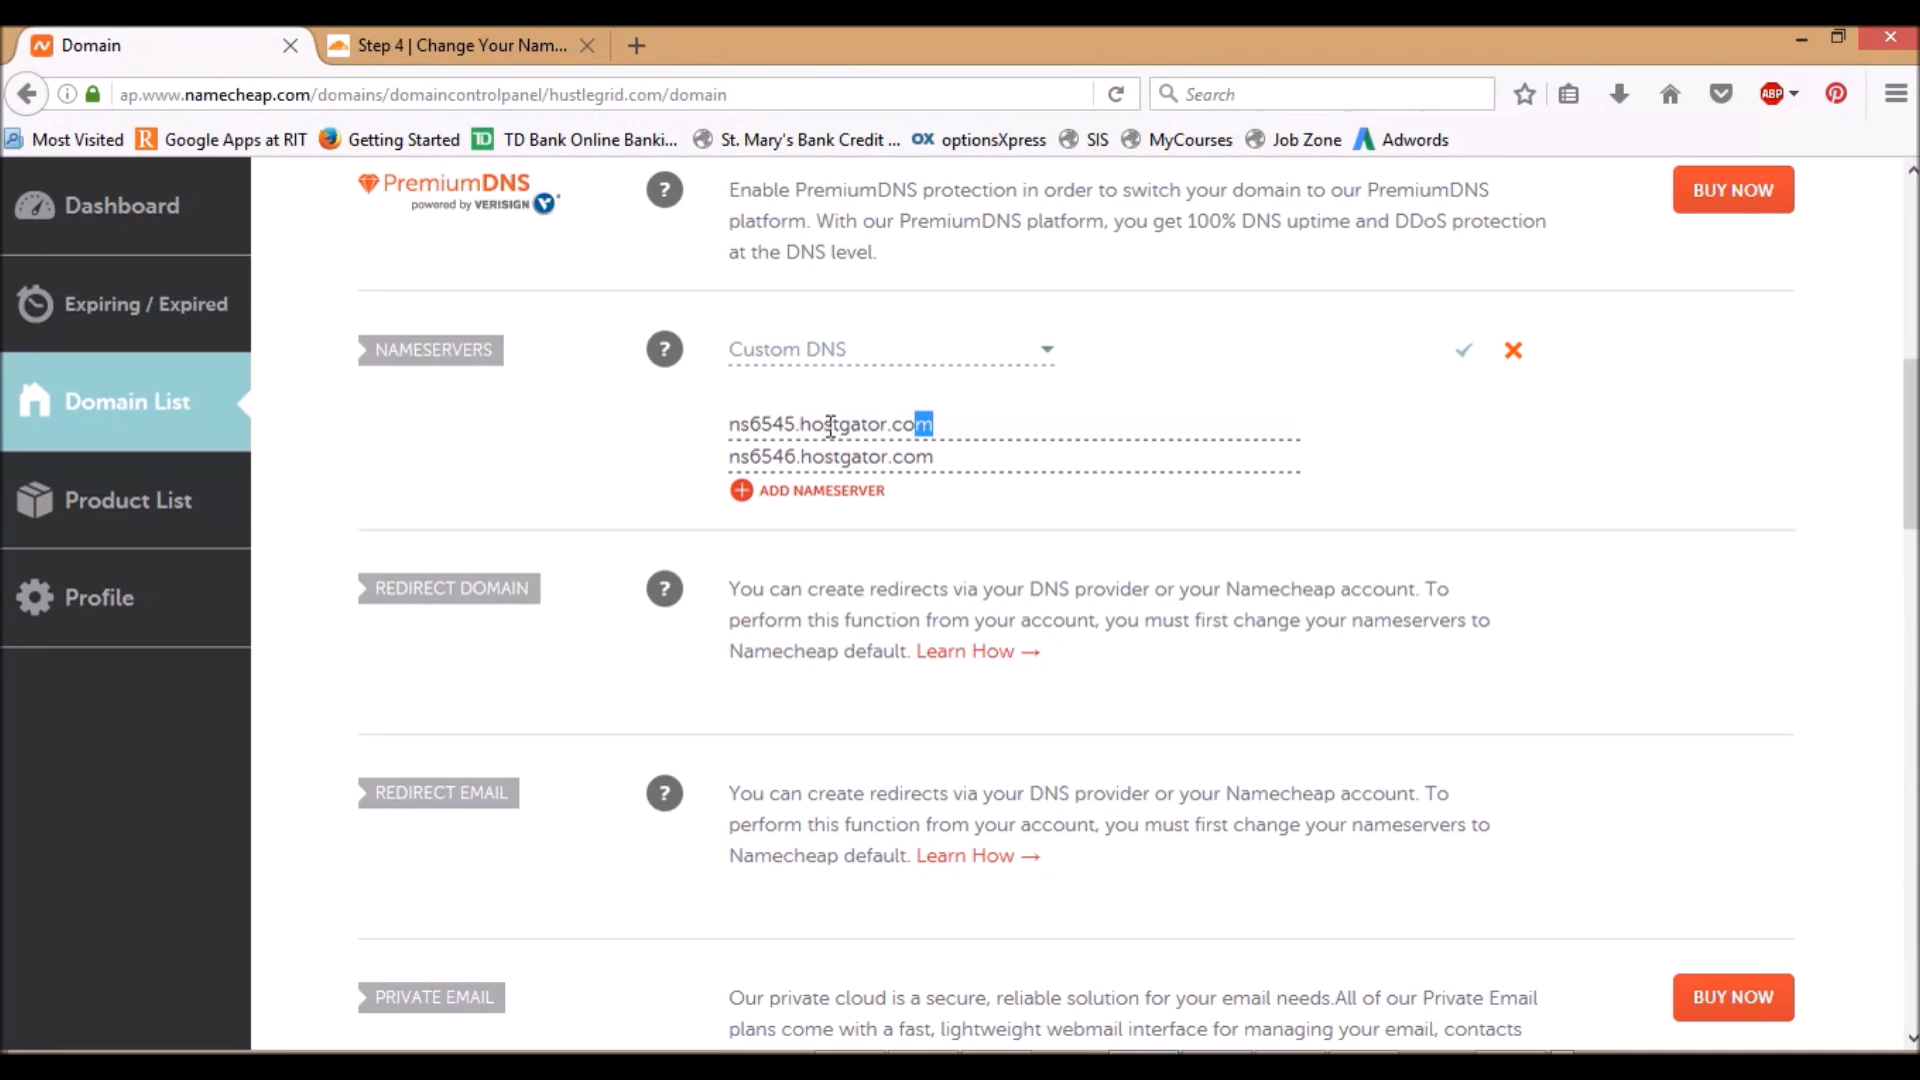 Domain
Step 4 | Change Your Nam...
ap.www.namecheap.com/domains/domaincontrolpanel/hustlegrid.com/domain
Search
ABP
Most Visited
R Google Apps at RIT
Getting Started
TD TD Bank Online Banki...
St. Mary's Bank Credit ...
OX optionsXpress
SIS
MyCourses
Job Zone
Adwords
Dashboard
Expiring / Expired
Domain List
Product List
Profile
PremiumDNS
powered by VERISIGN
?
Enable PremiumDNS protection in order to switch your domain to our PremiumDNS
platform. With our PremiumDNS platform, you get 100% DNS uptime and DDoS protection
at the DNS level.
BUY NOW
NAMESERVERS
?
Custom DNS
ns6545.hostgator.com
ns6546.hostgator.com
ADD NAMESERVER
REDIRECT DOMAIN
?
You can create redirects via your DNS provider or your Namecheap account. To
perform this function from your account, you must first change your nameservers to
Namecheap default. Learn How →
REDIRECT EMAIL
?
You can create redirects via your DNS provider or your Namecheap account. To
perform this function from your account, you must first change your nameservers to
Namecheap default. Learn How →
PRIVATE EMAIL
Our private cloud is a secure, reliable solution for your email needs.All of our Private Email
plans come with a fast, lightweight webmail interface for managing your email, contacts
BUY NOW